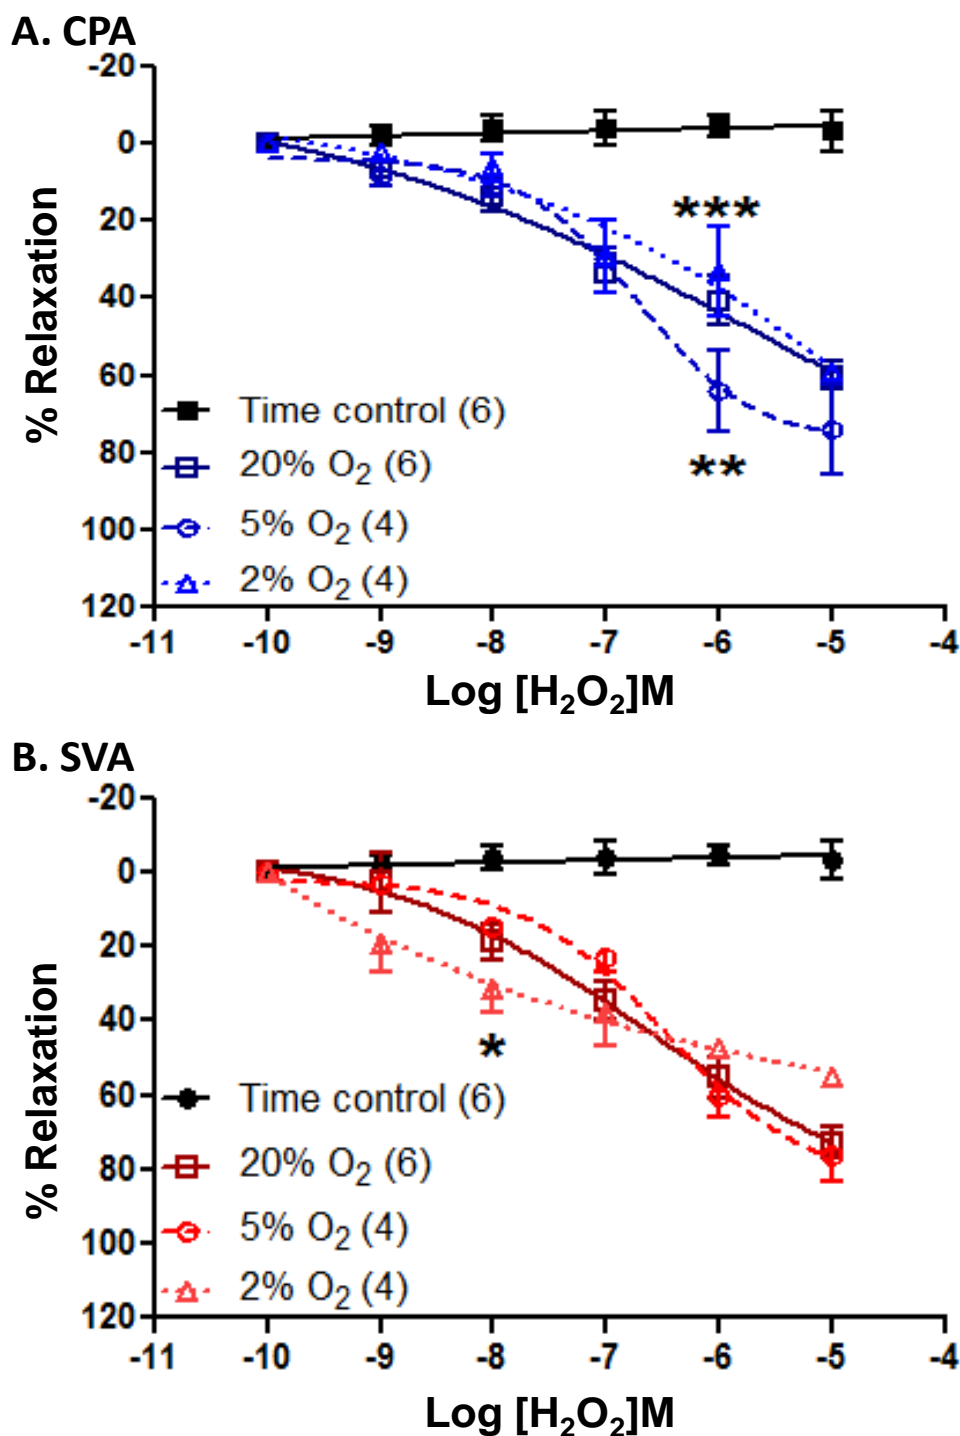 A. CPA
-20
0
20
40
60
80
100
120
% Relaxation
***
**
Time control (6)
20% O₂ (6)
5% O₂ (4)
2% O₂ (4)
-11 -10 -9 -8 -7 -6 -5 -4
Log [H₂O₂]M
B. SVA
-20
0
20
40
60
80
100
120
% Relaxation
*
Time control (6)
20% O₂ (6)
5% O₂ (4)
2% O₂ (4)
-11 -10 -9 -8 -7 -6 -5 -4
Log [H₂O₂]M